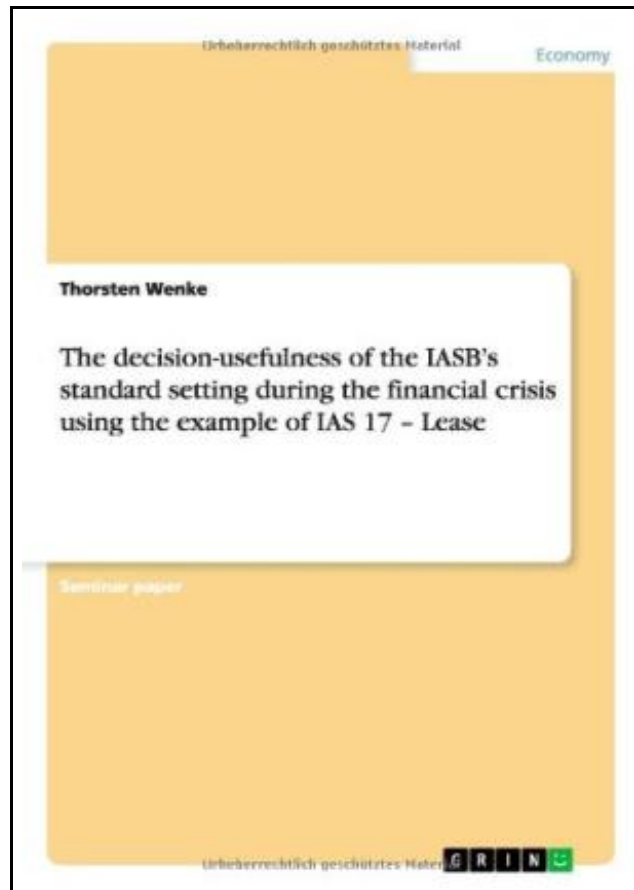 Urheberrechtlich geschütztes Material
Economy
Thorsten Wenke
The decision-usefulness of the IASB's
standard setting during the financial crisis
using the example of IAS 17 – Lease
Seminar paper
Urheberrechtlich geschütztes Mater
GRIN